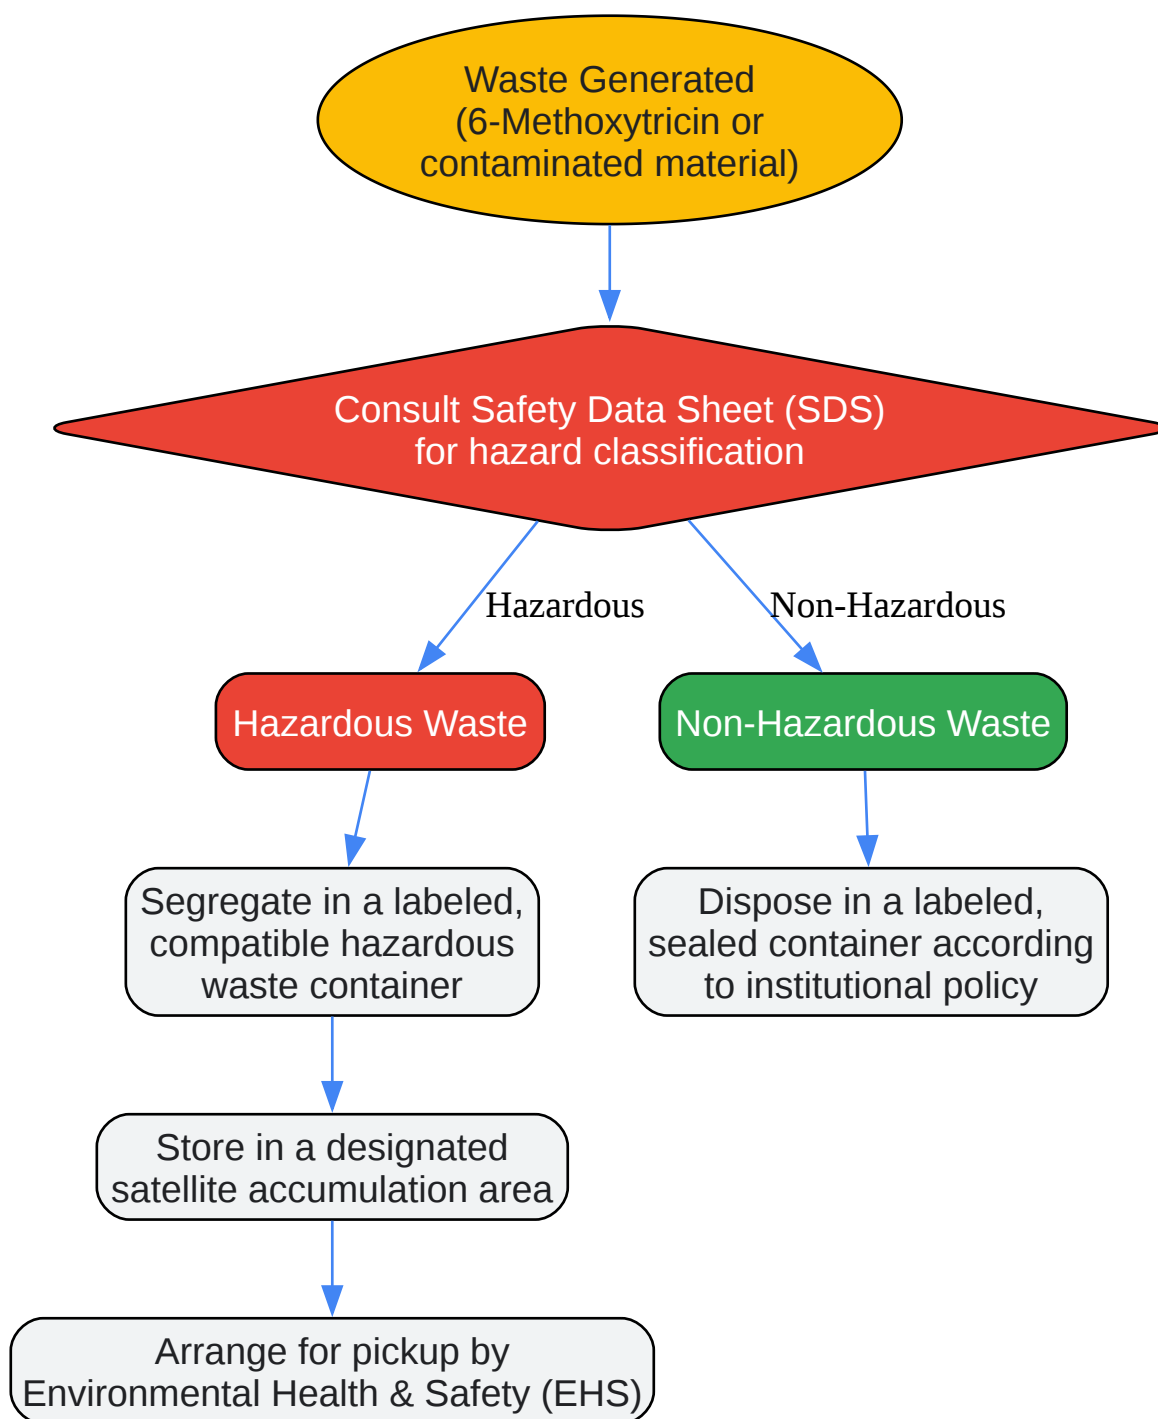 Waste Generated
(6-Methoxytricin or
contaminated material)
Consult Safety Data Sheet (SDS)
for hazard classification
Hazardous
Non-Hazardous
Hazardous Waste
Non-Hazardous Waste
Segregate in a labeled,
compatible hazardous
waste container
Dispose in a labeled,
sealed container according
to institutional policy
Store in a designated
satellite accumulation area
Arrange for pickup by
Environmental Health & Safety (EHS)